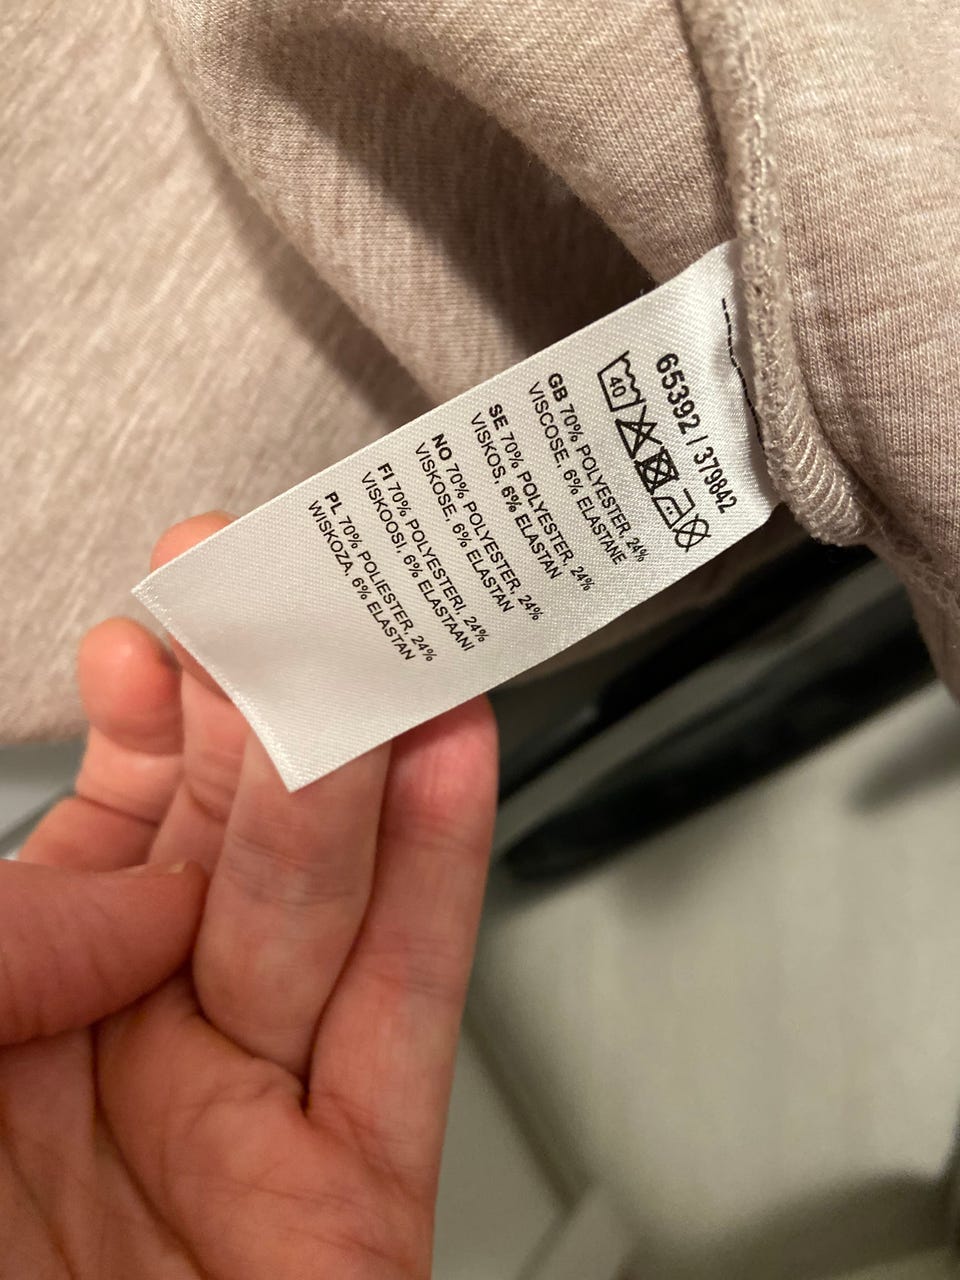 65392 / 379842
40
GB 70% POLYESTER, 24%
VISCOSE, 6% ELASTANE
SE 70% POLYESTER, 24%
VISKOS, 6% ELASTAN
NO 70% POLYESTER, 24%
VISKOSE, 6% ELASTAN
FI 70% POLYESTERI, 24%
VISKOOSI, 6% ELASTAANI
PL 70% POLIESTER, 24%
WISKOZA, 6% ELASTAN